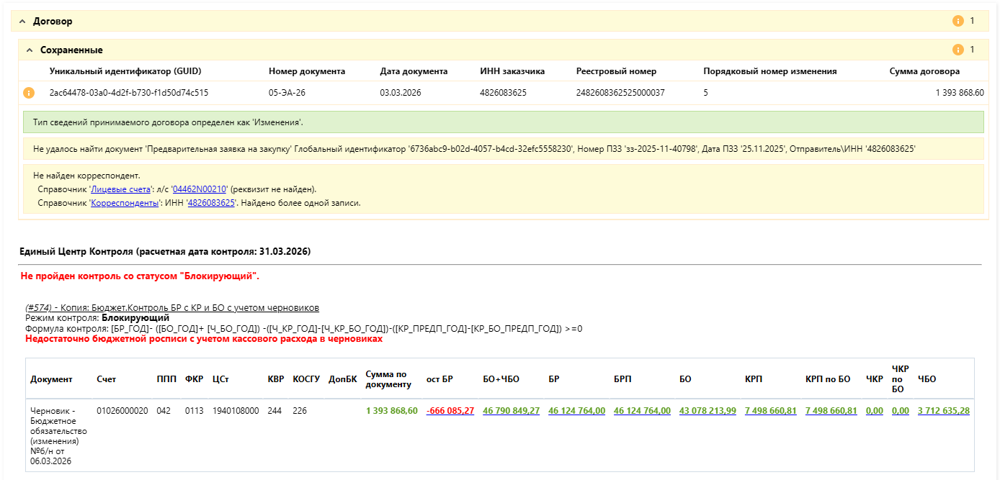 Договор 1
Сохраненные 1
Уникальный идентификатор (GUID) Номер документа Дата документа ИНН заказчика Реестровый номер Порядковый номер изменения Сумма договора
2ac64478-03a0-4d2f-b730-f1d50d74c515 05-ЭА-26 03.03.2026 4826083625 2482608362525000037 5 1 393 868.60
Тип сведений принимаемого договора определен как 'Изменения'.
Не удалось найти документ 'Предварительная заявка на закупку' Глобальный идентификатор '6736abc9-b02d-4057-b4cd-32efc5558230', Номер ПЗЗ 'зз-2025-11-40798', Дата ПЗЗ '25.11.2025', Отправитель\ИНН '4826083625'
Не найден корреспондент.
Справочник 'Лицевые счета': л/с '04462N00210' (реквизит не найден).
Справочник 'Корреспонденты': ИНН '4826083625'. Найдено более одной записи.
Единый Центр Контроля (расчетная дата контроля: 31.03.2026)
Не пройден контроль со статусом "Блокирующий".
(#574) - Копия: Бюджет.Контроль БР с КР и БО с учетом черновиков
Режим контроля: Блокирующий
Формула контроля: [БР_ГОД]- ([БО_ГОД]+ [Ч_БО_ГОД]) -([Ч_КР_ГОД]-[Ч_КР_БО_ГОД])-([КР_ПРЕДП_ГОД]-[КР_БО_ПРЕДП_ГОД]) >=0
Недостаточно бюджетной росписи с учетом кассового расхода в черновиках
Документ Счет ППП ФКР ЦСт КВР КОСГУ ДопБК Сумма по документу ост БР БО+ЧБО БР БРП БО КРП КРП по БО ЧКР ЧКР по БО ЧБО
Черновик - 01026000020 042 0113 1940108000 244 226 1 393 868,60 -666 085,27 46 790 849,27 46 124 764,00 46 124 764,00 43 078 213,99 7 498 660,81 7 498 660,81 0,00 0,00 3 712 635,28
Бюджетное
обязательство
(изменения)
№б/н от
06.03.2026